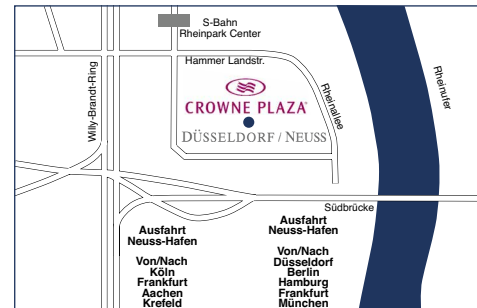 S-Bahn
Rheinpark Center
Hammer Landstr.
CROWNE PLAZA
DÜSSELDORF / NEUSS
Willy-Brandt-Ring
Rheinallee
Rheinufer
Südbrücke
Ausfahrt
Neuss-Hafen
Von/Nach
Köln
Frankfurt
Aachen
Krefeld
Ausfahrt
Neuss-Hafen
Von/Nach
Düsseldorf
Berlin
Hamburg
Frankfurt
München